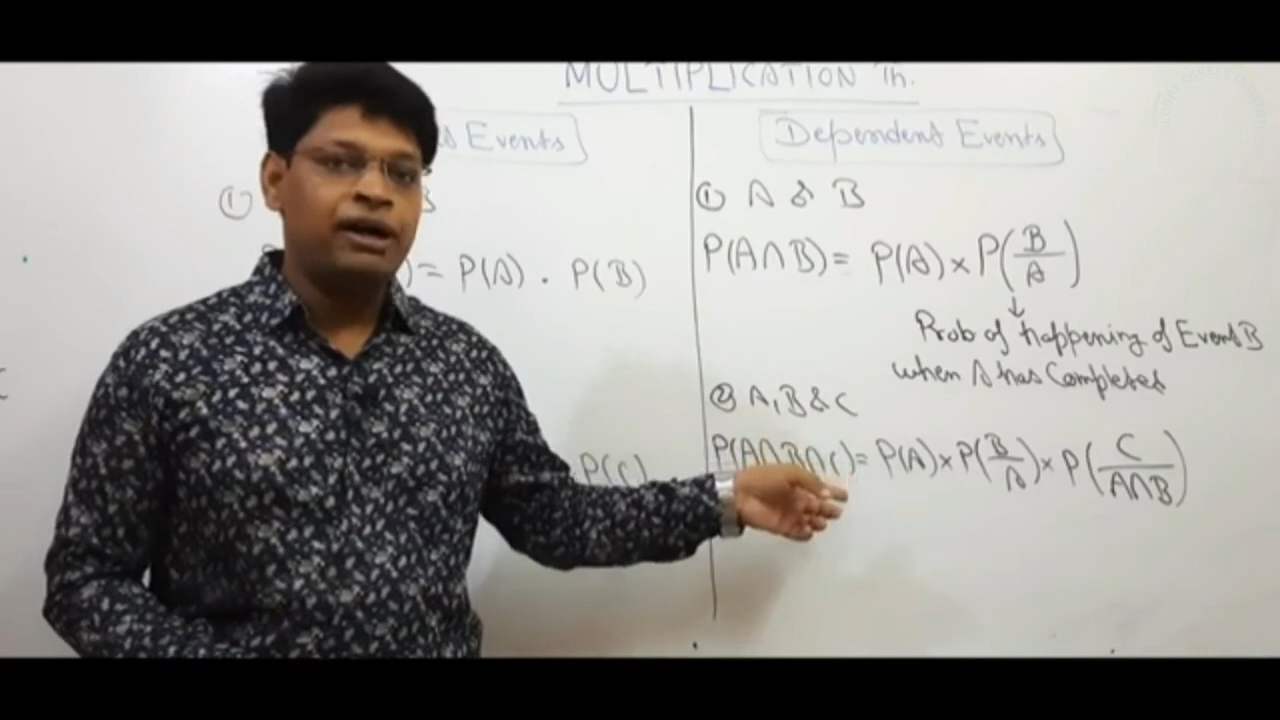 MULTIPLICATION Th.
Events
Dependent Events
①
B
① A & B
) = P(A) . P(B)
P(A∩B) = P(A) × P(B/A)
↓
Prob of happening of Event B
when A has Completed
② A, B & C
P(A∩B∩C) = P(A) × P(B/A) × P(C/A∩B)
. P(C)